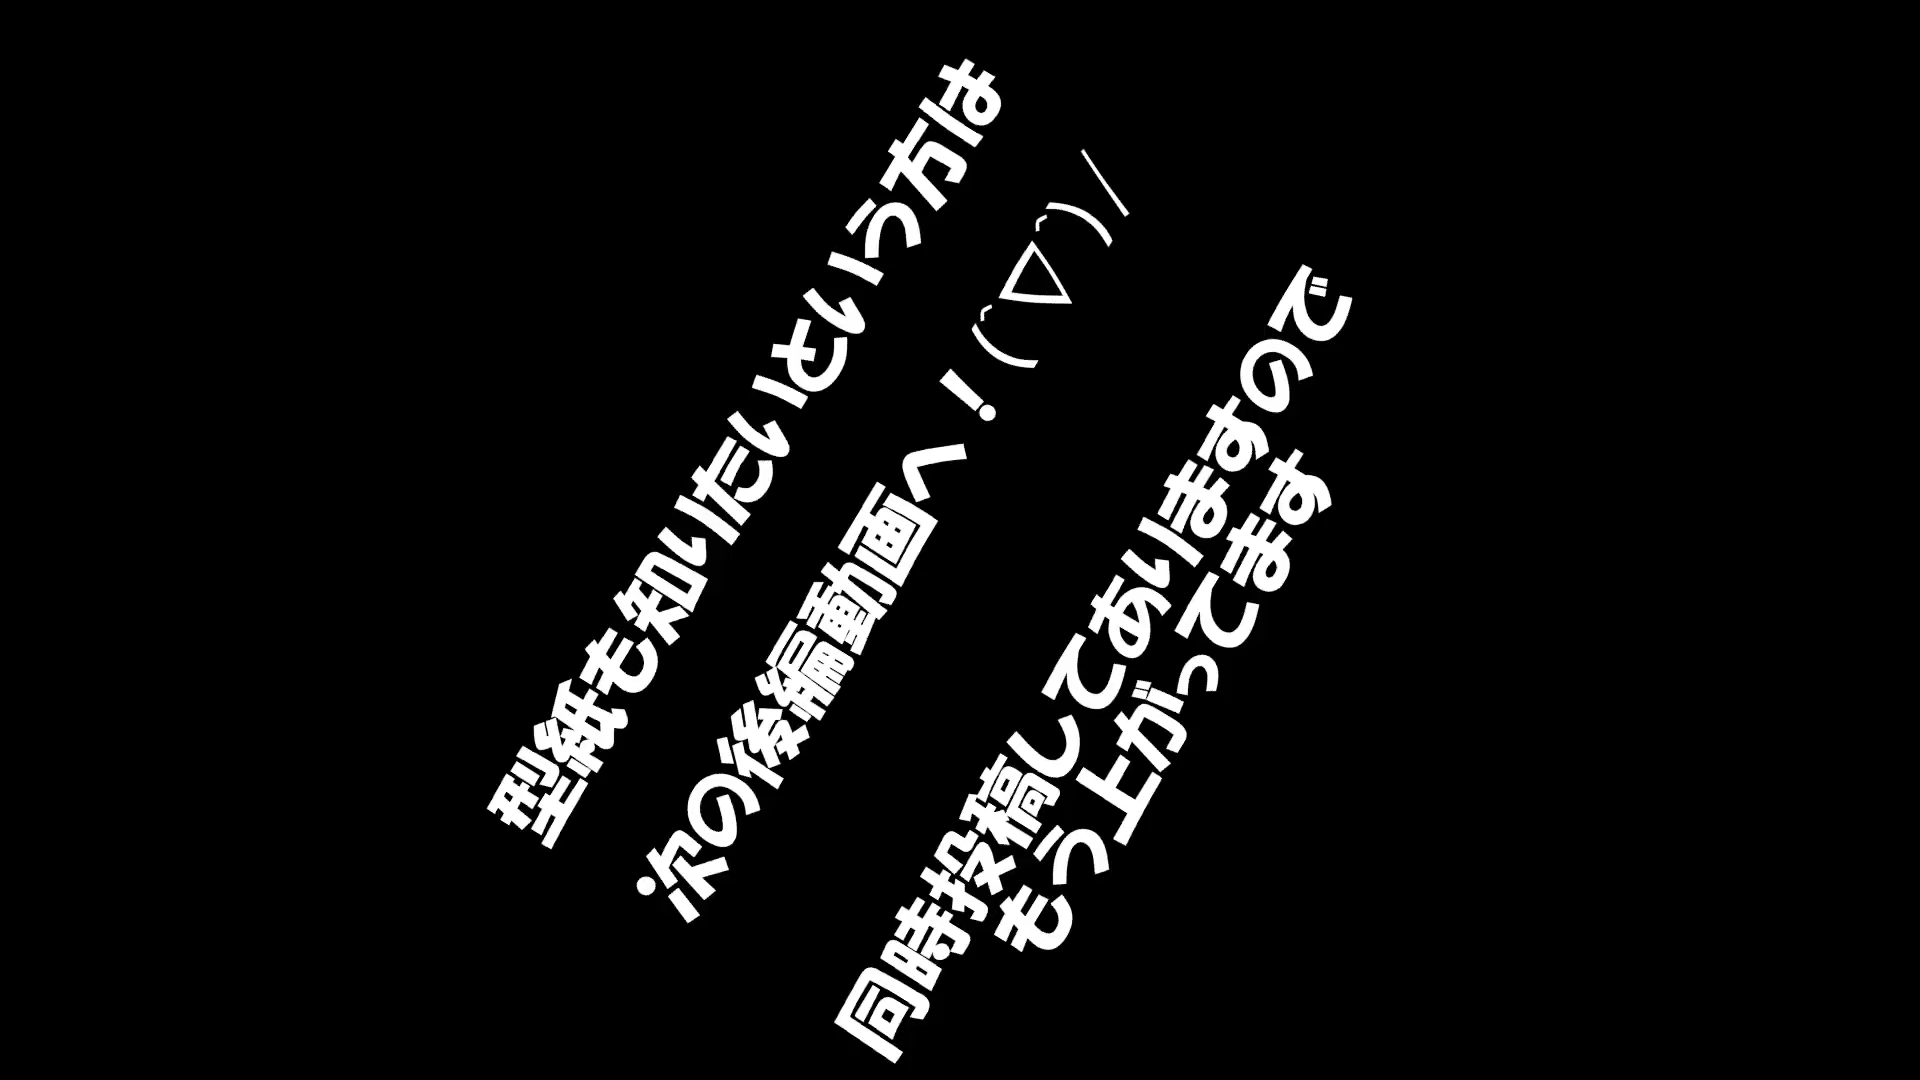 型紙も知りたいという方は
次の後編動画へ！(＾▽＾)/
同時投稿してありますので
もう上がってます